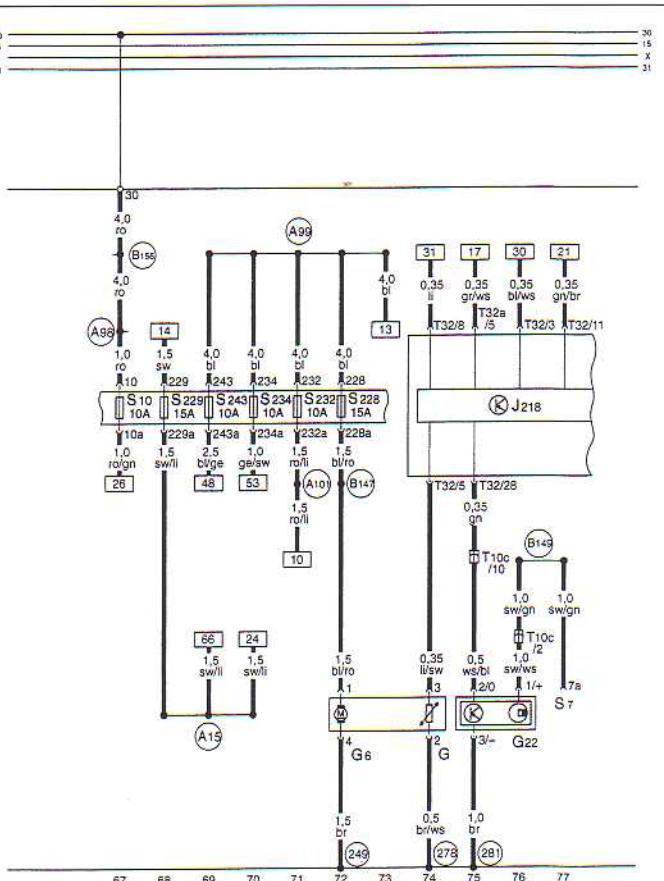 30
15
X
31
30
4,0
ro
B156
4,0
ro
A98
1,0
ro
14
1,5
sw
A99
4,0
bl
4,0
bl
4,0
bl
4,0
bl
4,0
bl
13
31
17
30
21
0,35
li
0,35
gr/ws
0,35
bl/ws
0,35
gn/br
T32/8
T32a
/5
T32/3
T32/11
10
229
243
234
232
228
S10
10A
S229
15A
S243
10A
S234
10A
S232
10A
S228
15A
J218
10a
229a
243a
234a
232a
228a
1,0
ro/gn
26
1,5
sw/li
2,5
bl/ge
48
1,0
ge/sw
53
1,5
ro/li
A101
1,5
ro/li
10
1,5
bl/ro
B147
T32/5
T32/28
0,35
gn
T10c
/10
B149
1,0
sw/gn
1,0
sw/gn
T10c
/2
66
24
1,5
sw/li
1,5
sw/li
A15
1,5
bl/ro
0,35
li/sw
0,5
ws/bl
1,0
sw/ws
1
3
2/0
1/+
7a
S7
M
4
G6
2
G
3/–
G22
1,5
br
0,5
br/ws
1,0
br
249
278
281
67
68
69
70
71
72
73
74
75
76
77